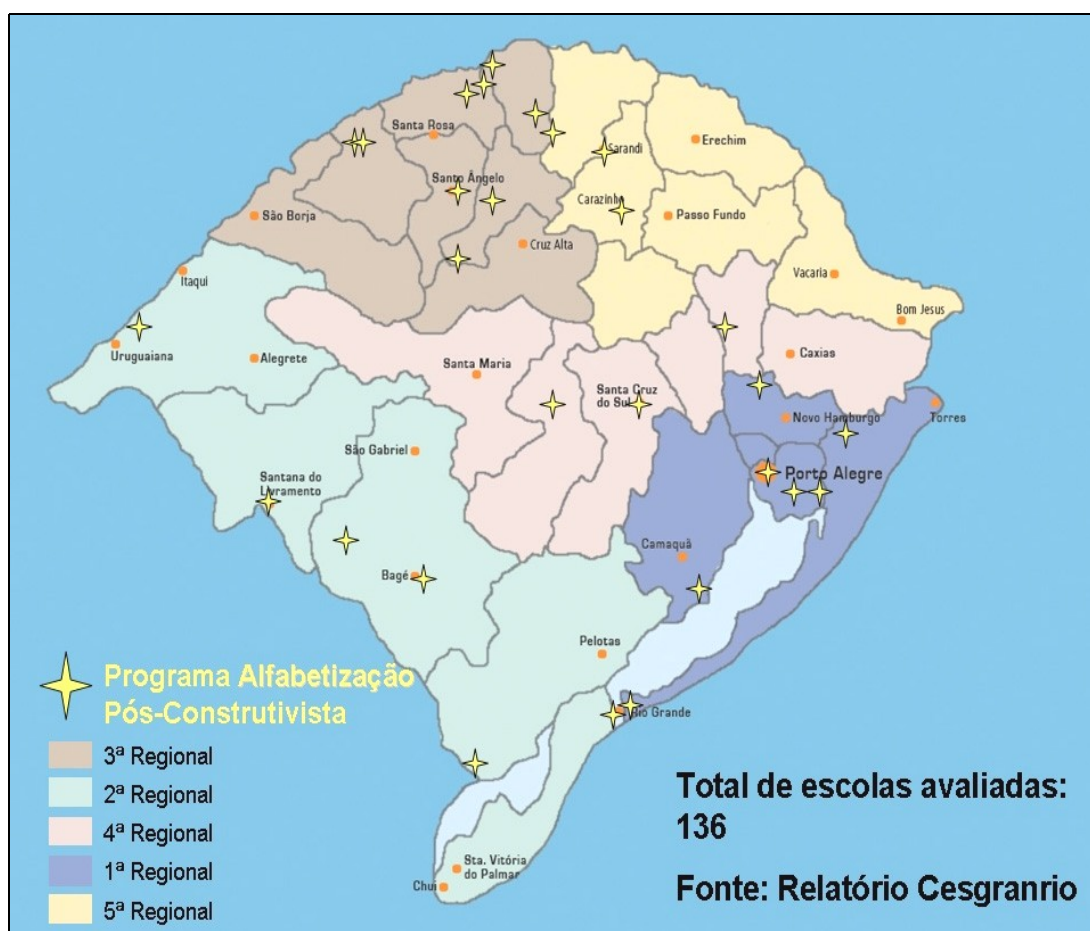 Santa Rosa
Sarandi
Erechim
Santo Ângelo
Carazinho
São Borja
Passo Fundo
Cruz Alta
Itaqui
Vacaria
Bom Jesus
Uruguaiana
Alegrete
Santa Maria
Caxias
Santa Cruz
do Sul
Novo Hamburgo
Torres
São Gabriel
Porto Alegre
Santana do
Livramento
Camaquã
Bagé
Pelotas
Rio Grande
Sta. Vitória
do Palmar
Chuí
Programa Alfabetização
Pós-Construtivista
3ª Regional
2ª Regional
4ª Regional
1ª Regional
5ª Regional
Total de escolas avaliadas:
136
Fonte: Relatório Cesgranrio